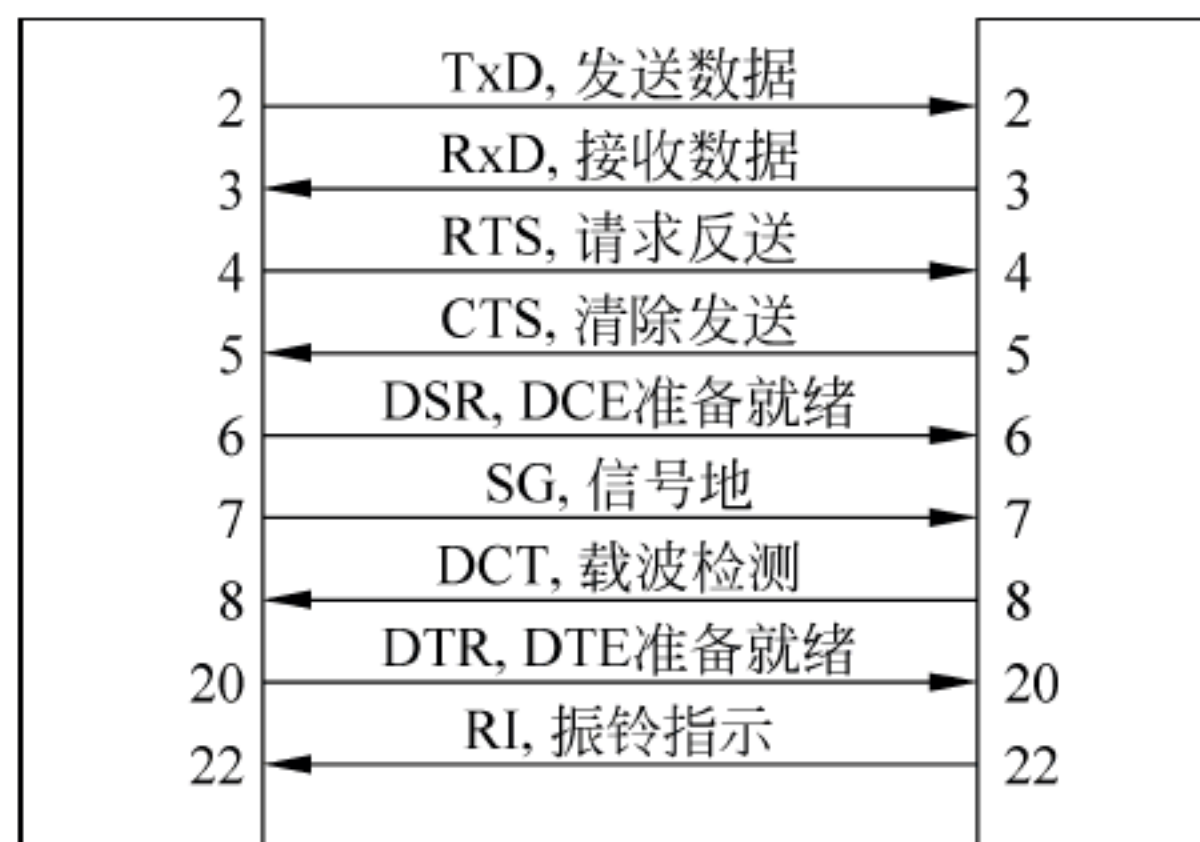 TxD, 发送数据
2 2
RxD, 接收数据
3 3
RTS, 请求反送
4 4
CTS, 清除发送
5 5
DSR, DCE准备就绪
6 6
SG, 信号地
7 7
DCT, 载波检测
8 8
DTR, DTE准备就绪
20 20
RI, 振铃指示
22 22